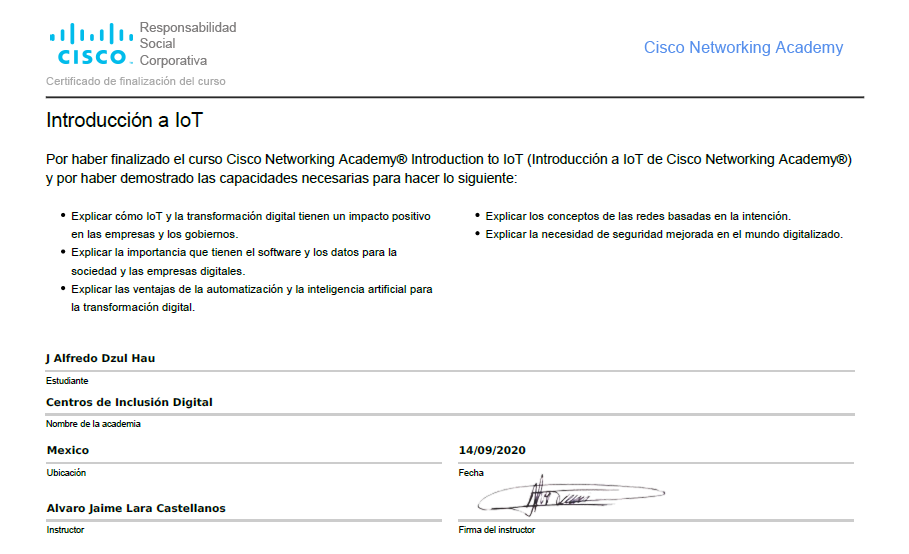 Responsabilidad
Social
Corporativa
CISCO
Cisco Networking Academy
Certificado de finalización del curso
Introducción a IoT
Por haber finalizado el curso Cisco Networking Academy® Introduction to IoT (Introducción a IoT de Cisco Networking Academy®)
y por haber demostrado las capacidades necesarias para hacer lo siguiente:
• Explicar cómo IoT y la transformación digital tienen un impacto positivo
en las empresas y los gobiernos.
• Explicar la importancia que tienen el software y los datos para la
sociedad y las empresas digitales.
• Explicar las ventajas de la automatización y la inteligencia artificial para
la transformación digital.
• Explicar los conceptos de las redes basadas en la intención.
• Explicar la necesidad de seguridad mejorada en el mundo digitalizado.
J Alfredo Dzul Hau
Estudiante
Centros de Inclusión Digital
Nombre de la academia
Mexico
Ubicación
14/09/2020
Fecha
Alvaro Jaime Lara Castellanos
Instructor
Firma del instructor